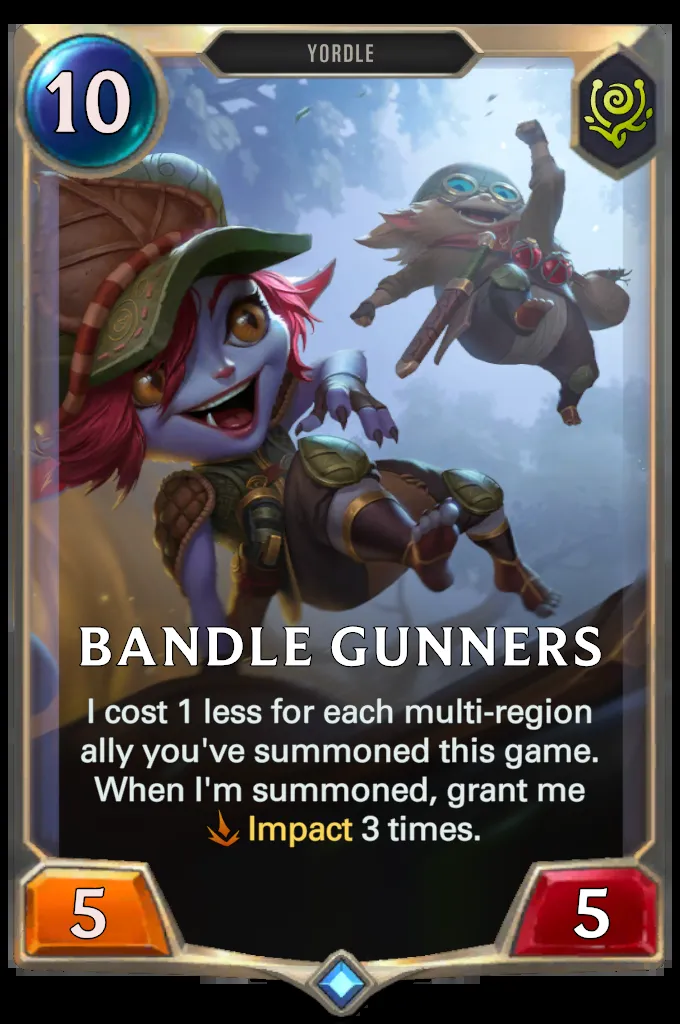 YORDLE
10
BANDLE GUNNERS
I cost 1 less for each multi-region
ally you've summoned this game.
When I'm summoned, grant me
Impact 3 times.
5
5